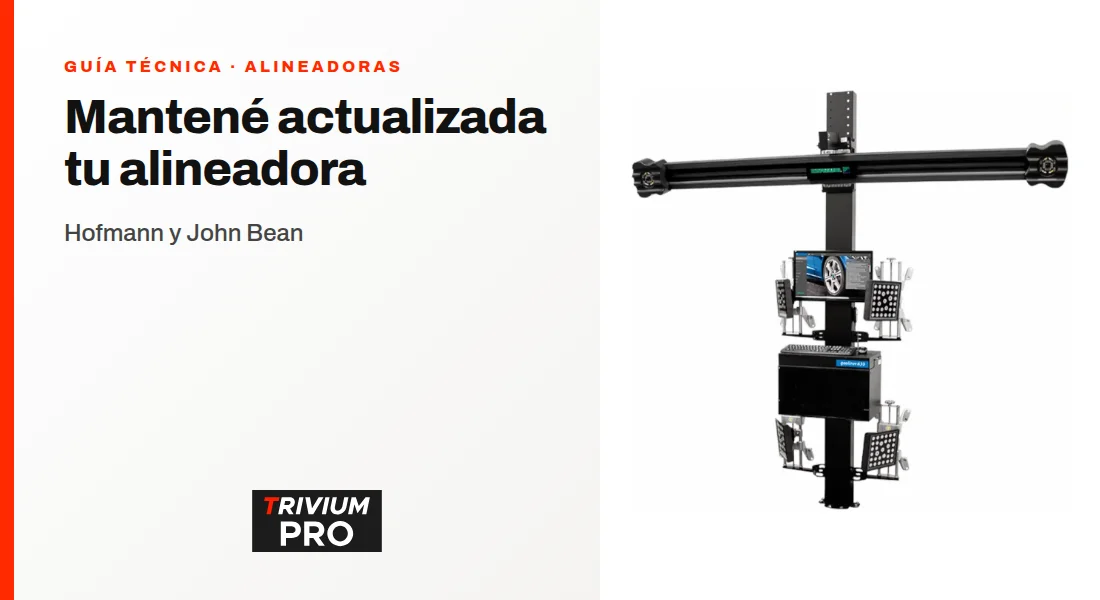 GUÍA TÉCNICA · ALINEADORAS
Mantené actualizada
tu alineadora
Hofmann y John Bean
TRIVIUM
PRO